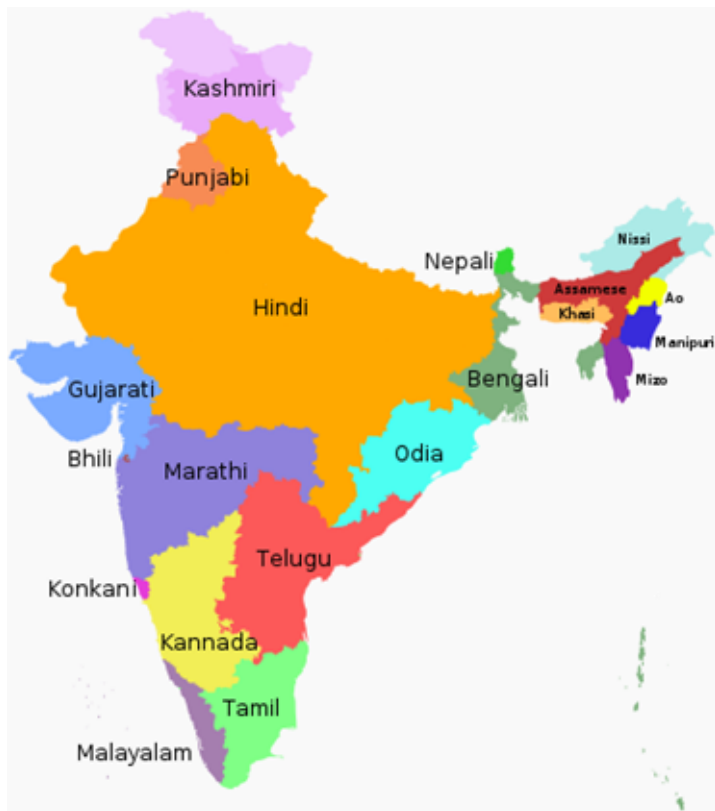 Kashmiri
Punjabi
Nissi
Nepali
Assamese
Ao
Hindi
Khasi
Manipuri
Bengali
Mizo
Gujarati
Odia
Bhili
Marathi
Telugu
Konkani
Kannada
Tamil
Malayalam